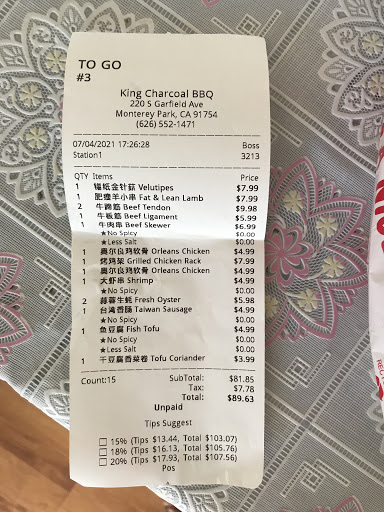 TO GO
#3
King Charcoal BBQ
220 S Garfield Ave
Monterey Park, CA 91754
(626) 552-1471
07/04/2021 17:26:28 Boss
Station1 3213
QTY Items Price
1 锡纸金针菇 Velutipes $7.99
1 肥瘦羊小串 Fat & Lean Lamb $7.99
2 牛蹄筋 Beef Tendon $9.98
1 牛板筋 Beef Ligament $5.99
1 牛肉串 Beef Skewer $6.99
★No Spicy $0.00
★Less Salt $0.00
1 奥尔良鸡软骨 Orleans Chicken $4.99
1 烤鸡架 Grilled Chicken Rack $7.99
1 奥尔良鸡软骨 Orleans Chicken $4.99
1 大虾串 Shrimp $4.99
★No Spicy $0.00
2 蒜蓉生蚝 Fresh Oyster $5.98
1 台湾香肠 Taiwan Sausage $4.99
★No Spicy $0.00
1 鱼豆腐 Fish Tofu $4.99
★No Spicy $0.00
★Less Salt $0.00
1 干豆腐香菜卷 Tofu Coriander $3.99
Count:15 SubTotal: $81.85
Tax: $7.78
Total: $89.63
Unpaid
Tips Suggest
15% (Tips $13.44, Total $103.07)
18% (Tips $16.13, Total $105.76)
20% (Tips $17.93, Total $107.56)
Pos